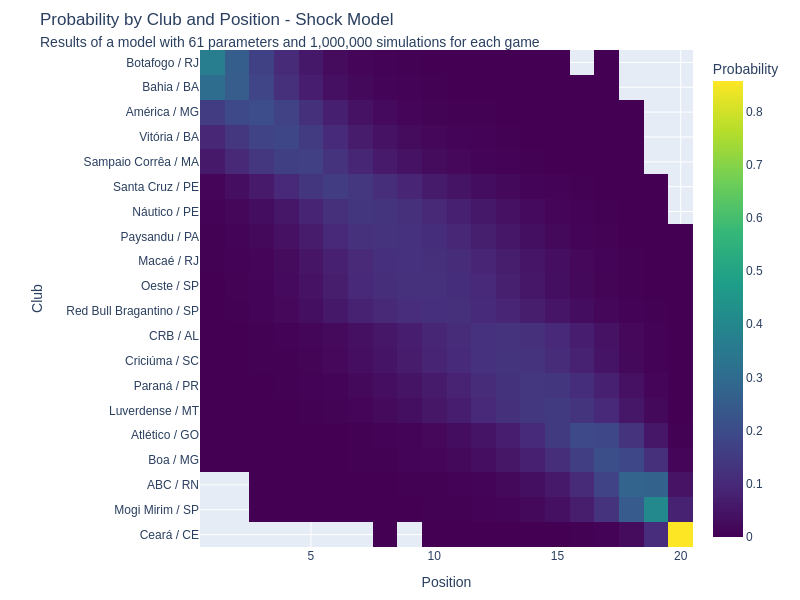 Probability by Club and Position - Shock Model
Results of a model with 61 parameters and 1,000,000 simulations for each game
Probability
Botafogo / RJ
Bahia / BA
América / MG
Vitória / BA
Sampaio Corrêa / MA
Santa Cruz / PE
Náutico / PE
Paysandu / PA
Macaé / RJ
Oeste / SP
Red Bull Bragantino / SP
CRB / AL
Criciúma / SC
Paraná / PR
Luverdense / MT
Atlético / GO
Boa / MG
ABC / RN
Mogi Mirim / SP
Ceará / CE
Club
5
10
15
20
Position
0.8
0.7
0.6
0.5
0.4
0.3
0.2
0.1
0